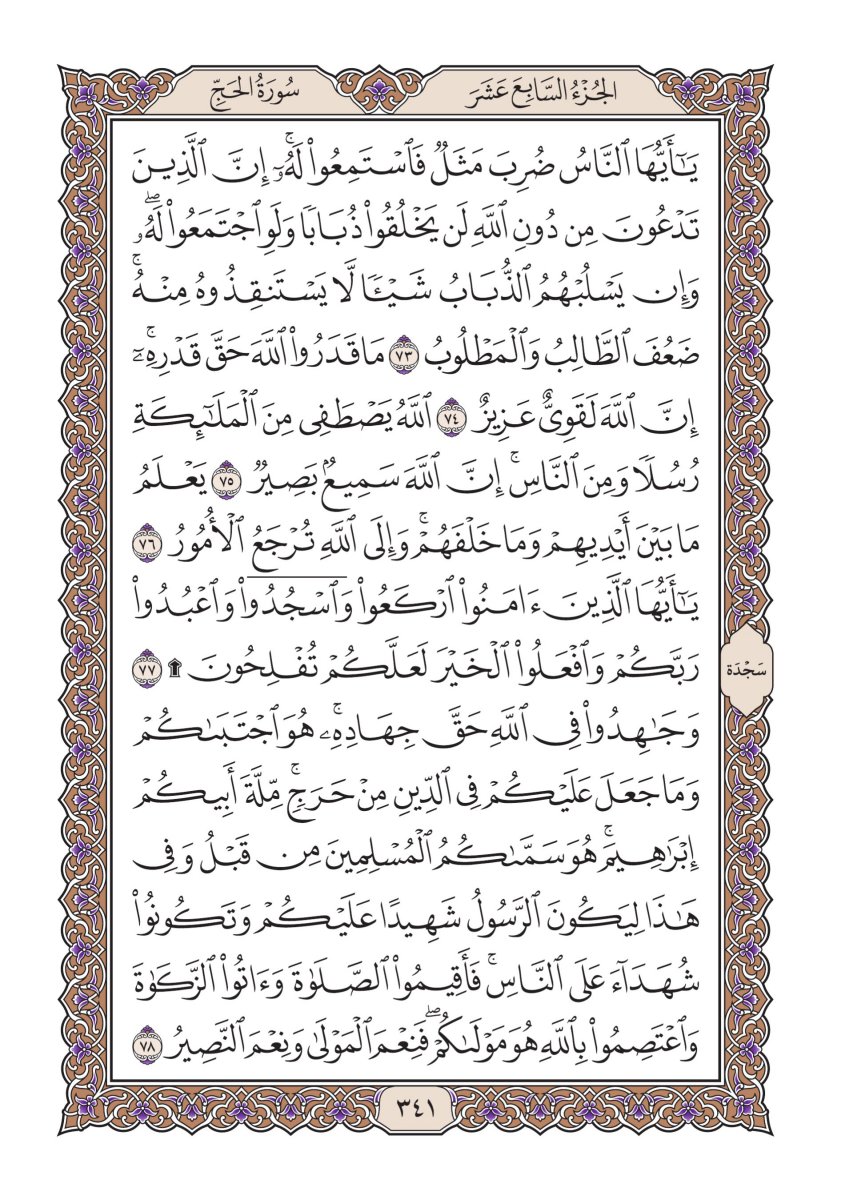 الجُزْءُ السَّابِعَ عَشَرَ
سُورَةُ الحَجِّ
يَٰٓأَيُّهَا ٱلنَّاسُ ضُرِبَ مَثَلٌ فَٱسْتَمِعُوا۟ لَهُۥٓ ۚ إِنَّ ٱلَّذِينَ
تَدْعُونَ مِن دُونِ ٱللَّهِ لَن يَخْلُقُوا۟ ذُبَابًا وَلَوِ ٱجْتَمَعُوا۟ لَهُۥ ۖ
وَإِن يَسْلُبْهُمُ ٱلذُّبَابُ شَيْـًٔا لَّا يَسْتَنقِذُوهُ مِنْهُ ۚ
ضَعُفَ ٱلطَّالِبُ وَٱلْمَطْلُوبُ ٧٣ مَا قَدَرُوا۟ ٱللَّهَ حَقَّ قَدْرِهِۦٓ ۚ
إِنَّ ٱللَّهَ لَقَوِىٌّ عَزِيزٌ ٧٤ ٱللَّهُ يَصْطَفِى مِنَ ٱلْمَلَٰٓئِكَةِ
رُسُلًا وَمِنَ ٱلنَّاسِ ۚ إِنَّ ٱللَّهَ سَمِيعٌۢ بَصِيرٌ ٧٥ يَعْلَمُ
مَا بَيْنَ أَيْدِيهِمْ وَمَا خَلْفَهُمْ ۚ وَإِلَى ٱللَّهِ تُرْجَعُ ٱلْأُمُورُ ٧٦
يَٰٓأَيُّهَا ٱلَّذِينَ ءَامَنُوا۟ ٱرْكَعُوا۟ وَٱسْجُدُوا۟ وَٱعْبُدُوا۟
رَبَّكُمْ وَٱفْعَلُوا۟ ٱلْخَيْرَ لَعَلَّكُمْ تُفْلِحُونَ ۩ ٧٧
سَجْدَة
وَجَٰهِدُوا۟ فِى ٱللَّهِ حَقَّ جِهَادِهِۦ ۚ هُوَ ٱجْتَبَىٰكُمْ
وَمَا جَعَلَ عَلَيْكُمْ فِى ٱلدِّينِ مِنْ حَرَجٍ ۚ مِّلَّةَ أَبِيكُمْ
إِبْرَٰهِيمَ ۚ هُوَ سَمَّىٰكُمُ ٱلْمُسْلِمِينَ مِن قَبْلُ وَفِى
هَٰذَا لِيَكُونَ ٱلرَّسُولُ شَهِيدًا عَلَيْكُمْ وَتَكُونُوا۟
شُهَدَآءَ عَلَى ٱلنَّاسِ ۚ فَأَقِيمُوا۟ ٱلصَّلَوٰةَ وَءَاتُوا۟ ٱلزَّكَوٰةَ
وَٱعْتَصِمُوا۟ بِٱللَّهِ هُوَ مَوْلَىٰكُمْ ۖ فَنِعْمَ ٱلْمَوْلَىٰ وَنِعْمَ ٱلنَّصِيرُ ٧٨
٣٤١